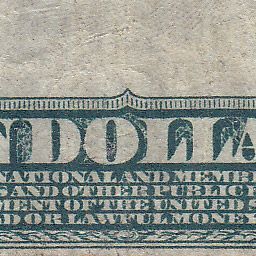 DOLLA
NATIONAL AND MEMB
AND OTHER PUBLIC
MENT OF THE UNITED S
D OR LAWFUL MONEY